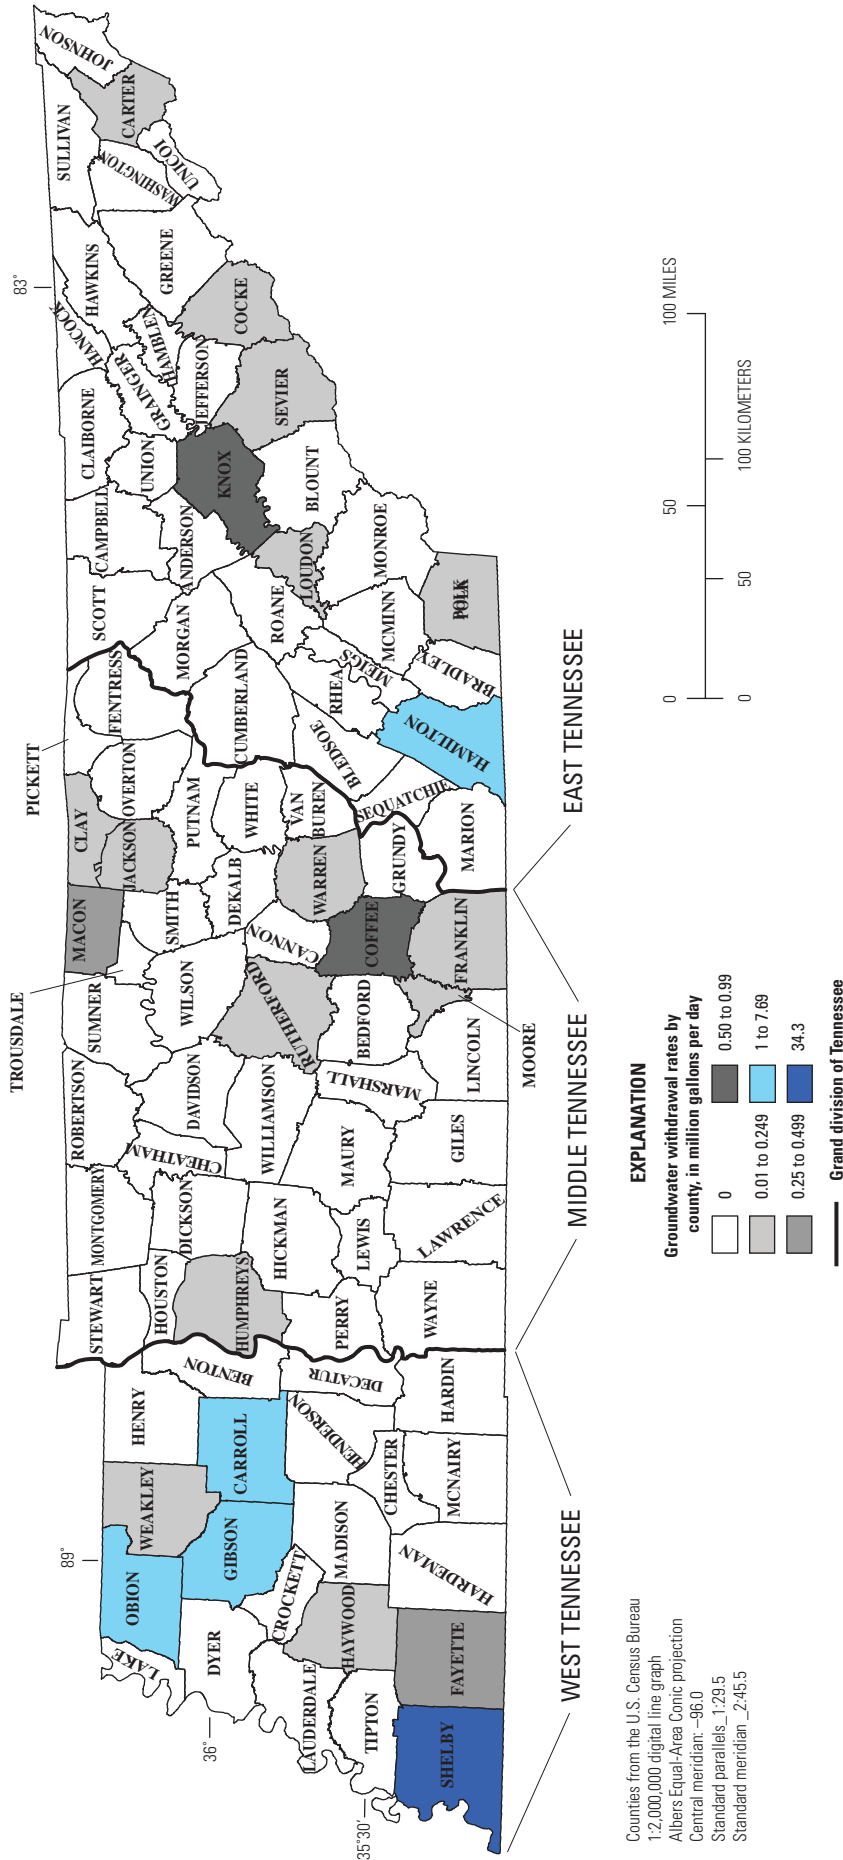 83°
89°
36°
35°30'
PICKETT
TROUSDALE
MOORE
LAKE
OBION
WEAKLEY
HENRY
STEWART
MONTGOMERY
ROBERTSON
SUMNER
MACON
CLAY
FENTRESS
SCOTT
CAMPBELL
CLAIBORNE
HANCOCK
HAWKINS
SULLIVAN
JOHNSON
CARTER
UNICOI
WASHINGTON
GREENE
HAMBLEN
GRAINGER
UNION
ANDERSON
MORGAN
OVERTON
JACKSON
SMITH
WILSON
DAVIDSON
CHEATHAM
DICKSON
HOUSTON
HUMPHREYS
BENTON
CARROLL
GIBSON
DYER
CROCKETT
LAUDERDALE
HAYWOOD
MADISON
HENDERSON
DECATUR
PERRY
HICKMAN
WILLIAMSON
RUTHERFORD
CANNON
DEKALB
PUTNAM
WHITE
CUMBERLAND
ROANE
LOUDON
KNOX
JEFFERSON
COCKE
SEVIER
BLOUNT
MONROE
MCMINN
MEIGS
RHEA
BLEDSOE
VAN
BUREN
WARREN
COFFEE
BEDFORD
MARSHALL
MAURY
LEWIS
CHESTER
TIPTON
SHELBY
FAYETTE
HARDEMAN
MCNAIRY
HARDIN
WAYNE
LAWRENCE
GILES
LINCOLN
FRANKLIN
GRUNDY
SEQUATCHIE
MARION
HAMILTON
BRADLEY
POLK
POLK
WEST TENNESSEE
MIDDLE TENNESSEE
EAST TENNESSEE
Counties from the U.S. Census Bureau
1:2,000,000 digital line graph
Albers Equal-Area Conic projection
Central meridian: –96.0
Standard parallels_1:29.5
Standard meridian _2:45.5
EXPLANATION
Groundwater withdrawal rates by
county, in million gallons per day
0
0.01 to 0.249
0.25 to 0.499
0.50 to 0.99
1 to 7.69
34.3
Grand division of Tennessee
0 50 100 MILES
0 50 100 KILOMETERS